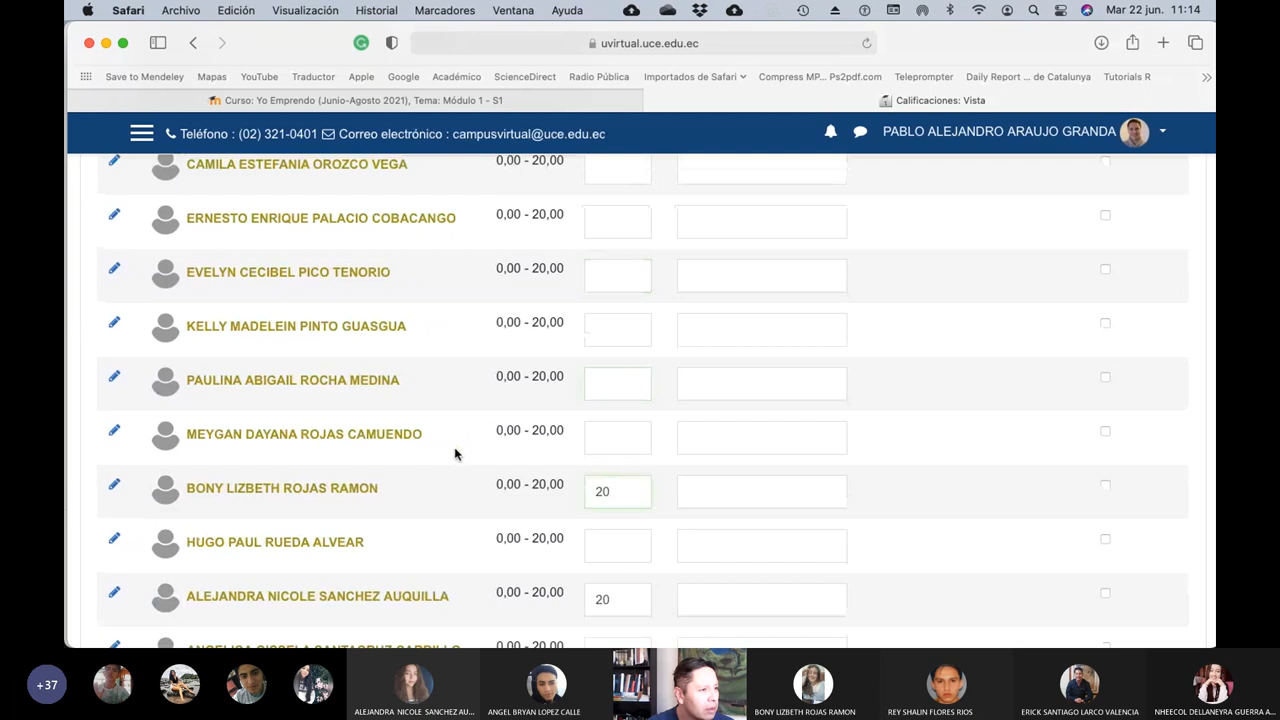 Safari Archivo Edición Visualización Historial Marcadores Ventana Ayuda Mar 22 jun. 11:14
uvirtual.uce.edu.ec
Save to Mendeley Mapas YouTube Traductor Apple Google Académico ScienceDirect Radio Pública Importados de Safari Compress MP... Ps2pdf.com Teleprompter Daily Report ... de Catalunya Tutorials R
Curso: Yo Emprendo (Junio-Agosto 2021), Tema: Módulo 1 - S1 Calificaciones: Vista
Teléfono : (02) 321-0401 Correo electrónico : campusvirtual@uce.edu.ec PABLO ALEJANDRO ARAUJO GRANDA
CAMILA ESTEFANIA OROZCO VEGA 0,00 - 20,00
ERNESTO ENRIQUE PALACIO COBACANGO 0,00 - 20,00
EVELYN CECIBEL PICO TENORIO 0,00 - 20,00
KELLY MADELEIN PINTO GUASGUA 0,00 - 20,00
PAULINA ABIGAIL ROCHA MEDINA 0,00 - 20,00
MEYGAN DAYANA ROJAS CAMUENDO 0,00 - 20,00
BONY LIZBETH ROJAS RAMON 0,00 - 20,00 20
HUGO PAUL RUEDA ALVEAR 0,00 - 20,00
ALEJANDRA NICOLE SANCHEZ AUQUILLA 0,00 - 20,00 20
+37
ALEJANDRA NICOLE SANCHEZ AU... ANGEL BRYAN LOPEZ CALLE BONY LIZBETH ROJAS RAMON REY SHALIN FLORES RIOS ERICK SANTIAGO LARCO VALENCIA NHEECOL DELLANEYRA GUERRA A...